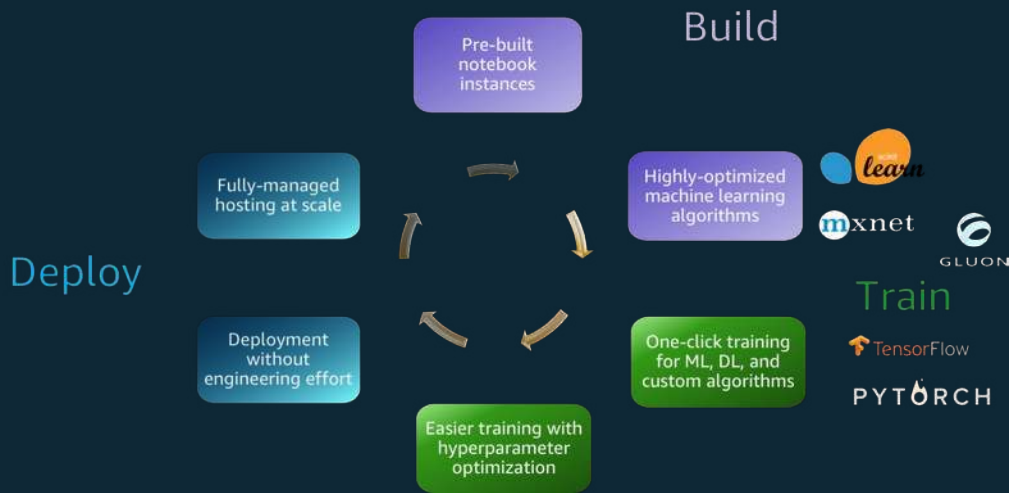 Build
Pre-built
notebook
instances
Highly-optimized
machine learning
algorithms
scikit
learn
mxnet
GLUON
Train
One-click training
for ML, DL, and
custom algorithms
TensorFlow
PYTORCH
Easier training with
hyperparameter
optimization
Deploy
Deployment
without
engineering effort
Fully-managed
hosting at scale